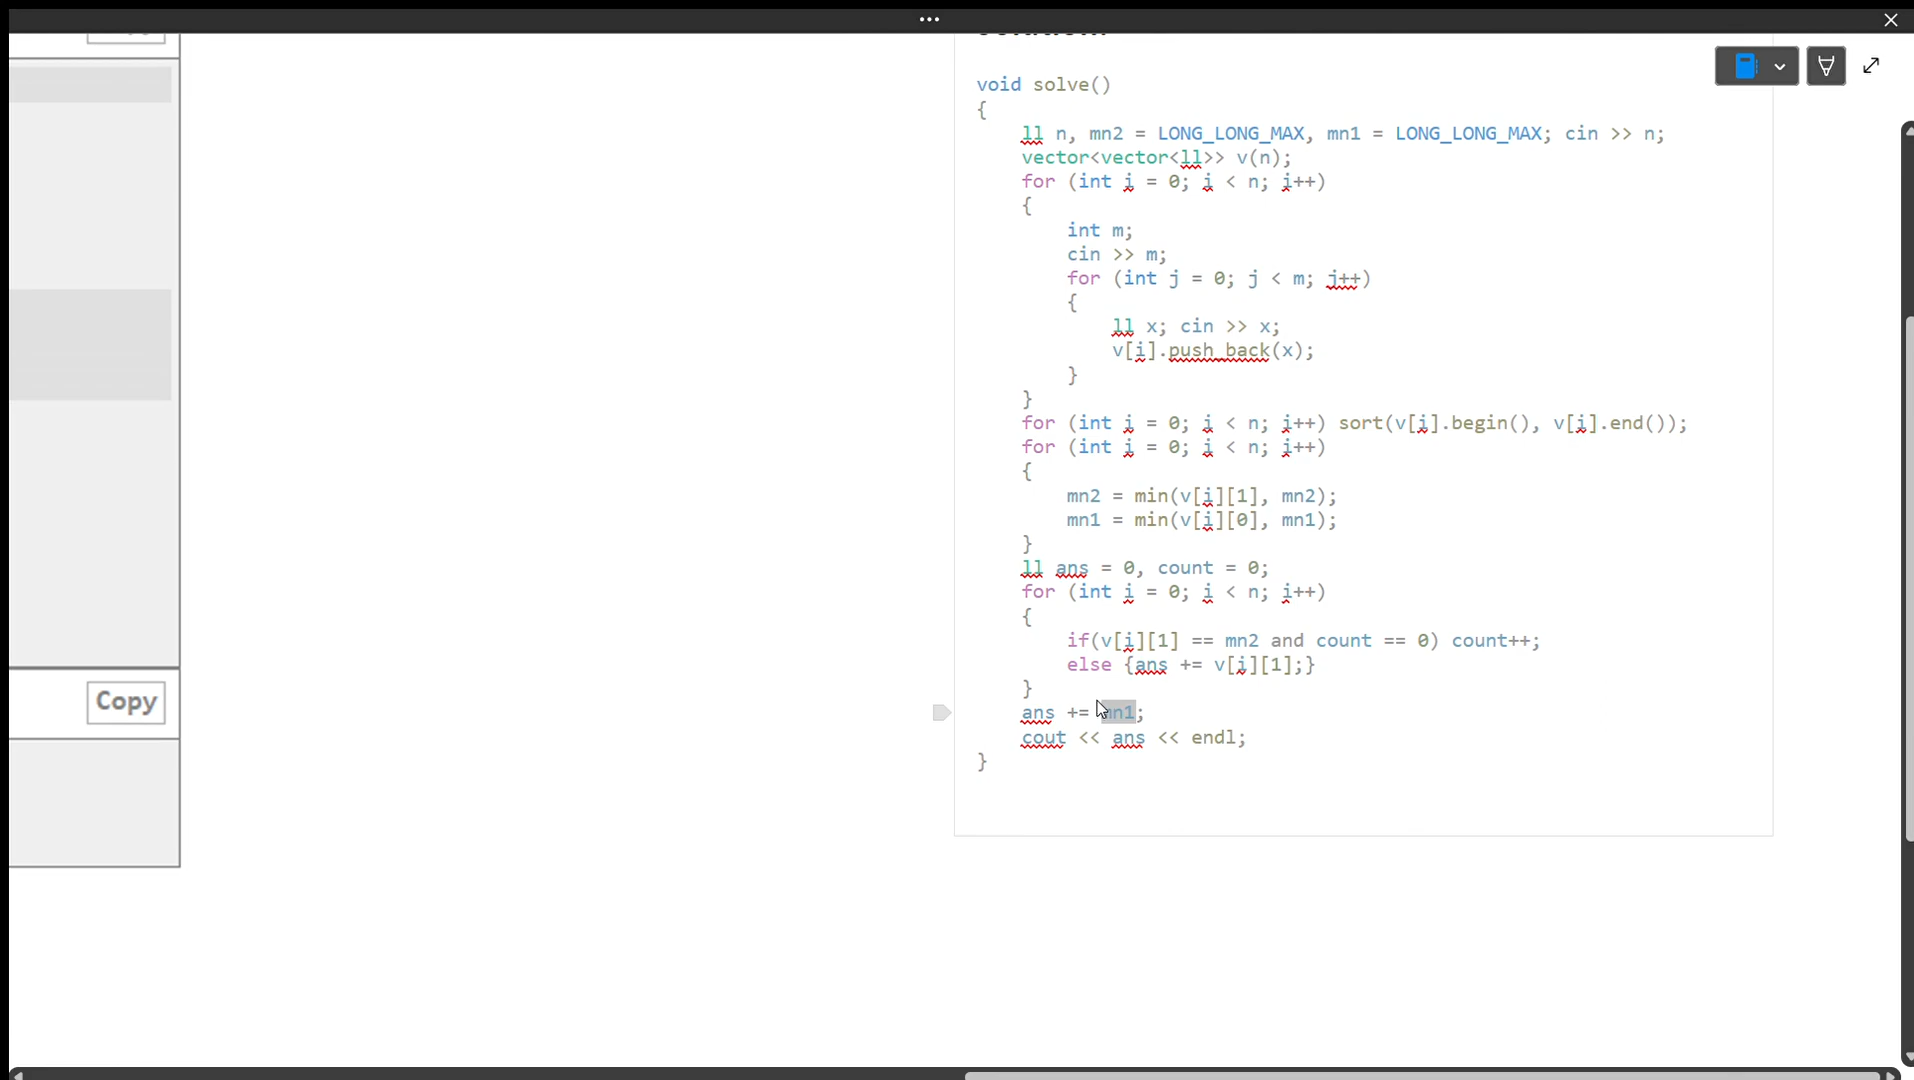 void solve()
{
ll n, mn2 = LONG_LONG_MAX, mn1 = LONG_LONG_MAX; cin >> n;
vector<vector<ll>> v(n);
for (int i = 0; i < n; i++)
{
int m;
cin >> m;
for (int j = 0; j < m; j++)
{
ll x; cin >> x;
v[i].push_back(x);
}
}
for (int i = 0; i < n; i++) sort(v[i].begin(), v[i].end());
for (int i = 0; i < n; i++)
{
mn2 = min(v[i][1], mn2);
mn1 = min(v[i][0], mn1);
}
ll ans = 0, count = 0;
for (int i = 0; i < n; i++)
{
if(v[i][1] == mn2 and count == 0) count++;
else {ans += v[i][1];}
}
ans += mn1;
cout << ans << endl;
}
Copy